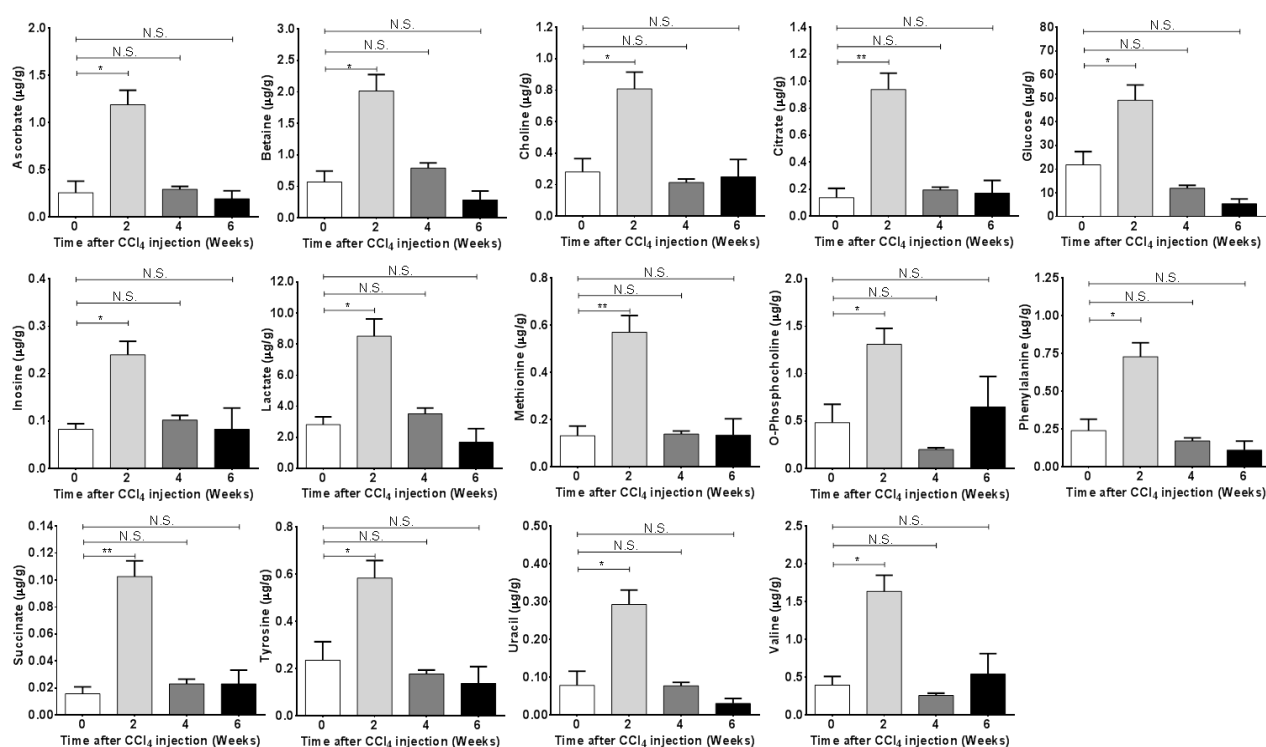 N.S.
N.S.
*
Ascorbate (µg/g)
2.0
1.5
1.0
0.5
0.0
0 2 4 6
Time after CCl4 injection (Weeks)
N.S.
N.S.
*
Betaine (µg/g)
3.0
2.5
2.0
1.5
1.0
0.5
0.0
0 2 4 6
Time after CCl4 injection (Weeks)
N.S.
N.S.
*
Choline (µg/g)
1.4
1.2
1.0
0.8
0.6
0.4
0.2
0.0
0 2 4 6
Time after CCl4 injection (Weeks)
N.S.
N.S.
**
Citrate (µg/g)
1.4
1.2
1.0
0.8
0.6
0.4
0.2
0.0
0 2 4 6
Time after CCl4 injection (Weeks)
N.S.
N.S.
*
Glucose (µg/g)
80
70
60
50
40
30
20
10
0
0 2 4 6
Time after CCl4 injection (Weeks)
N.S.
N.S.
*
Inosine (µg/g)
0.4
0.3
0.2
0.1
0.0
0 2 4 6
Time after CCl4 injection (Weeks)
N.S.
N.S.
*
Lactate (µg/g)
12.0
10.0
8.0
6.0
4.0
2.0
0.0
0 2 4 6
Time after CCl4 injection (Weeks)
N.S.
N.S.
**
Methionine (µg/g)
0.8
0.6
0.4
0.2
0.0
0 2 4 6
Time after CCl4 injection (Weeks)
N.S.
N.S.
*
O-Phosphocholine (µg/g)
2.0
1.5
1.0
0.5
0.0
0 2 4 6
Time after CCl4 injection (Weeks)
N.S.
N.S.
*
Phenylalanine (µg/g)
1.25
1.00
0.75
0.50
0.25
0.00
0 2 4 6
Time after CCl4 injection (Weeks)
N.S.
N.S.
**
Succinate (µg/g)
0.14
0.12
0.10
0.08
0.06
0.04
0.02
0.00
0 2 4 6
Time after CCl4 injection (Weeks)
N.S.
N.S.
*
Tyrosine (µg/g)
0.8
0.6
0.4
0.2
0.0
0 2 4 6
Time after CCl4 injection (Weeks)
N.S.
N.S.
*
Uracil (µg/g)
0.50
0.40
0.30
0.20
0.10
0.00
0 2 4 6
Time after CCl4 injection (Weeks)
N.S.
N.S.
*
Valine (µg/g)
2.5
2.0
1.5
1.0
0.5
0.0
0 2 4 6
Time after CCl4 injection (Weeks)